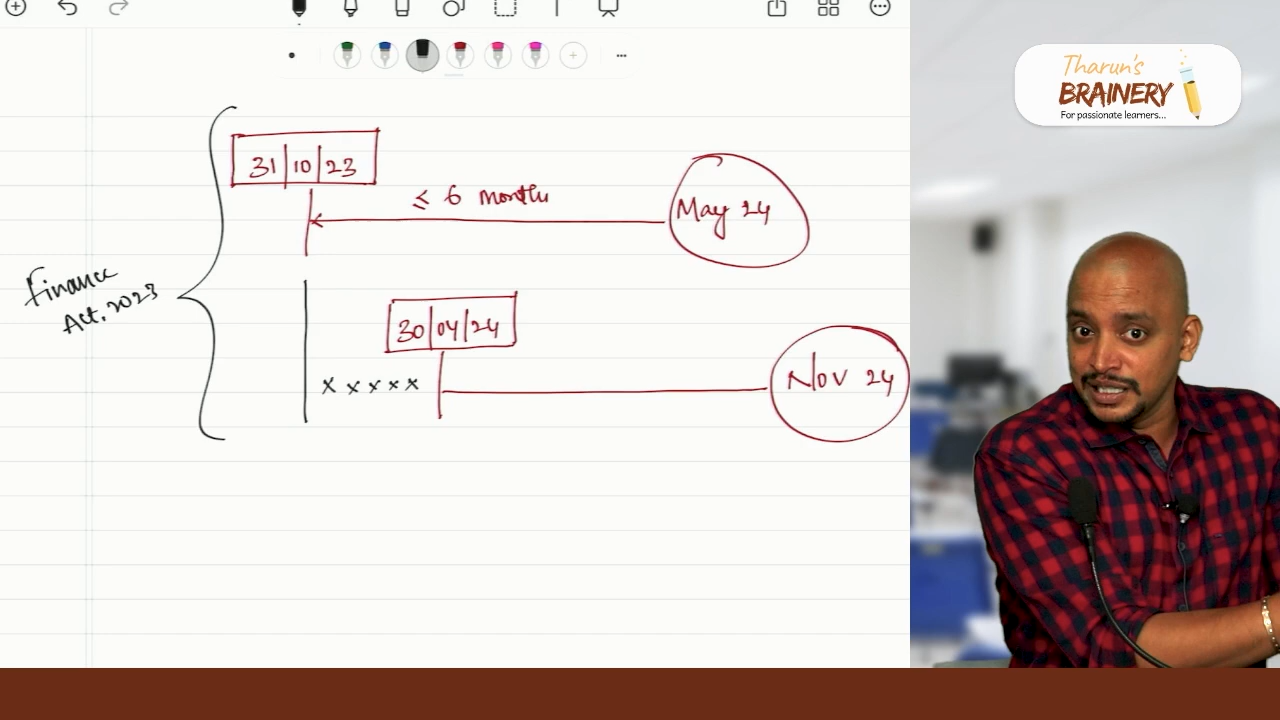 Tharun's
BRAINERY
For passionate learners...
31|10|23
≤ 6 months
May 24
Finance
Act, 2023
30|04|24
x x x x x
Nov 24